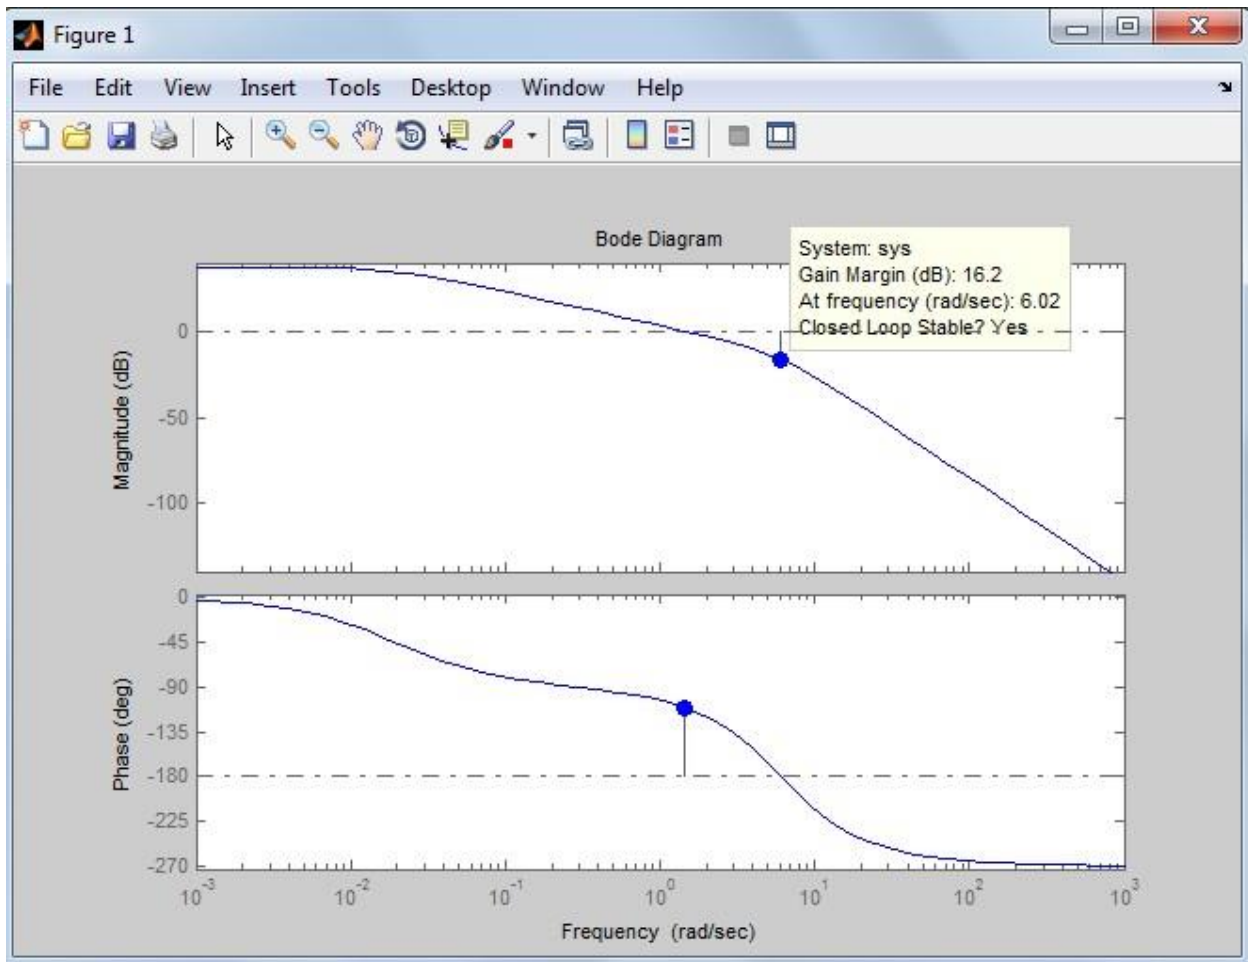 Figure 1
File Edit View Insert Tools Desktop Window Help
Bode Diagram
System: sys
Gain Margin (dB): 16.2
At frequency (rad/sec): 6.02
Closed Loop Stable? Yes
Magnitude (dB)
0
-50
-100
Phase (deg)
0
-45
-90
-135
-180
-225
-270
10^-3 10^-2 10^-1 10^0 10^1 10^2 10^3
Frequency (rad/sec)